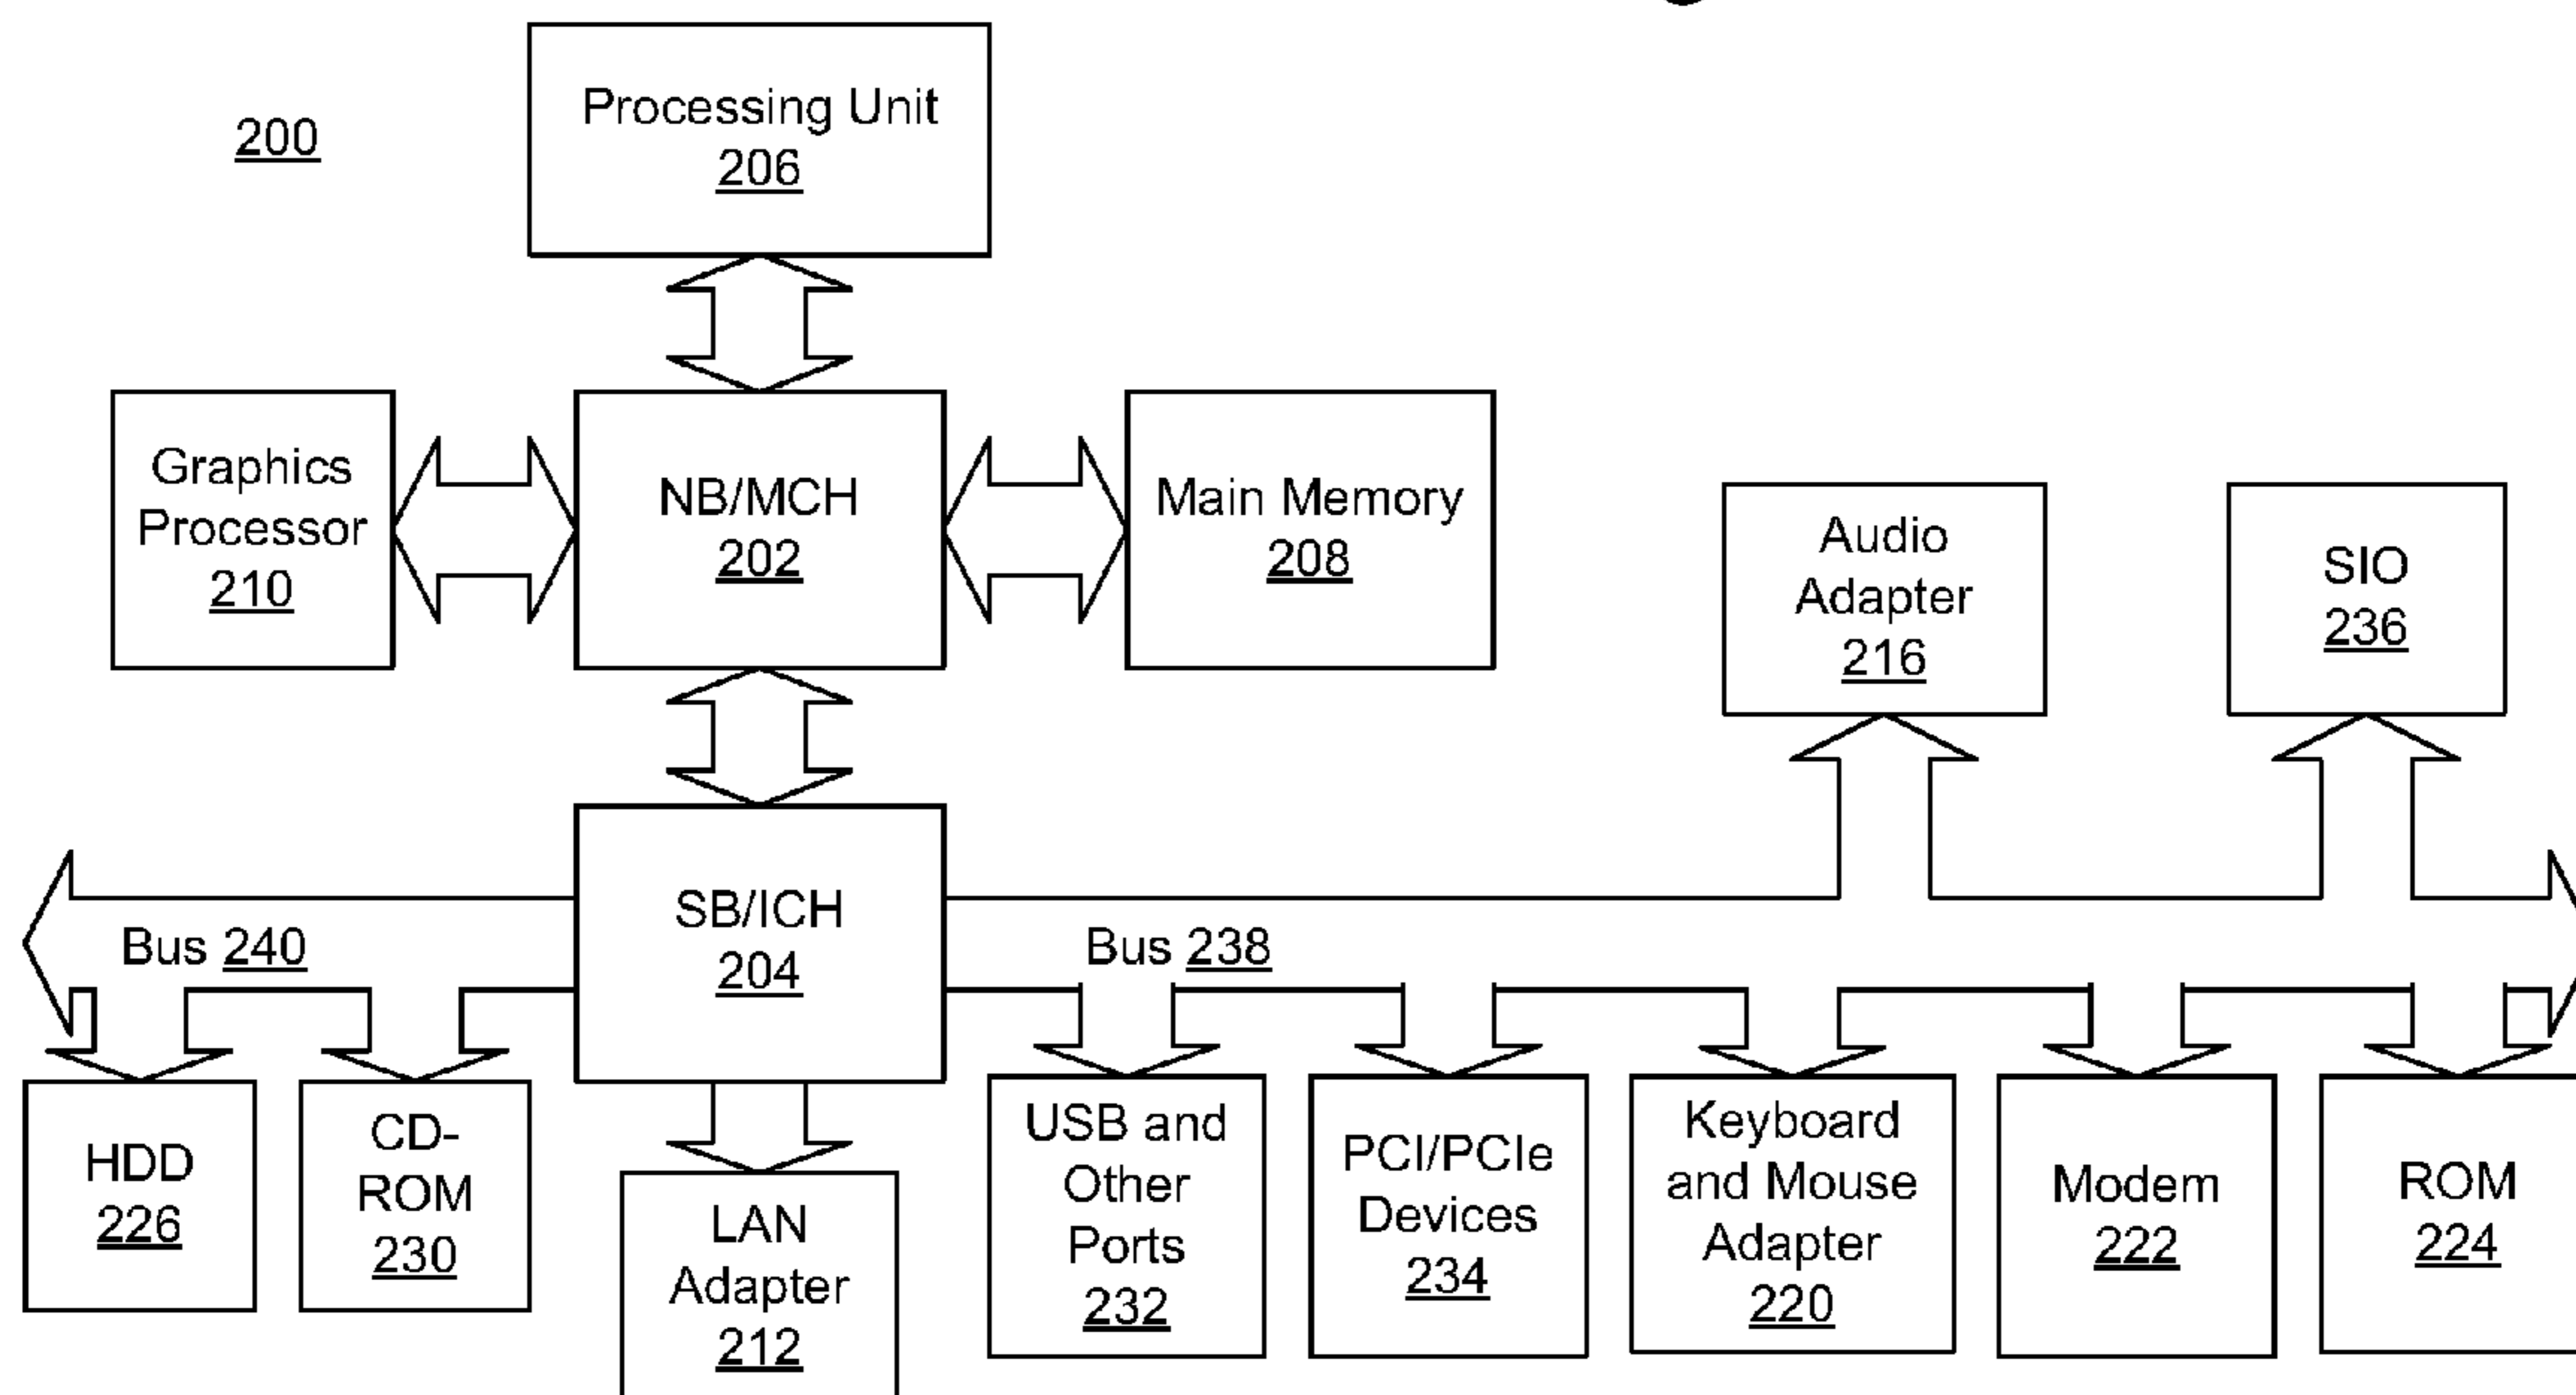 200
Processing Unit
206
Graphics
Processor
210
NB/MCH
202
Main Memory
208
Audio
Adapter
216
SIO
236
SB/ICH
204
Bus 240
Bus 238
HDD
226
CD-
ROM
230
LAN
Adapter
212
USB and
Other
Ports
232
PCI/PCIe
Devices
234
Keyboard
and Mouse
Adapter
220
Modem
222
ROM
224